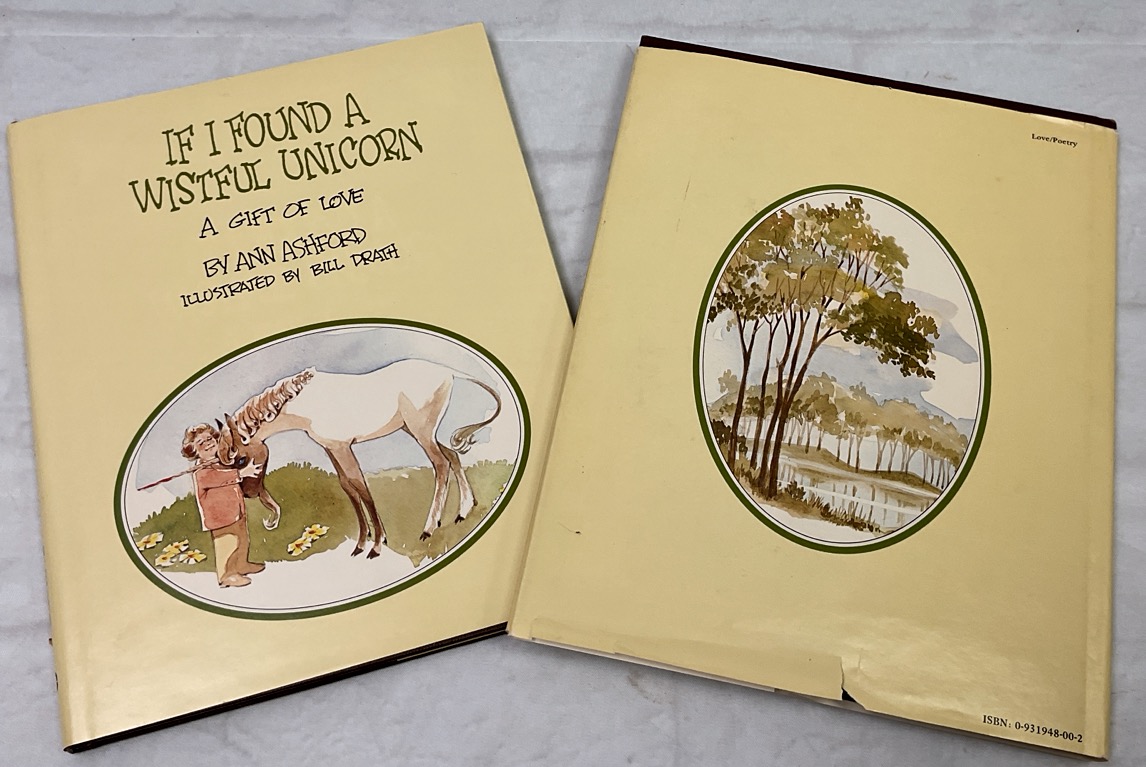 IF I FOUND A
WISTFUL UNICORN
A GIFT OF LOVE
BY ANN ASHFORD
ILLUSTRATED BY BILL DRATH
Love/Poetry
ISBN: 0-931948-00-2